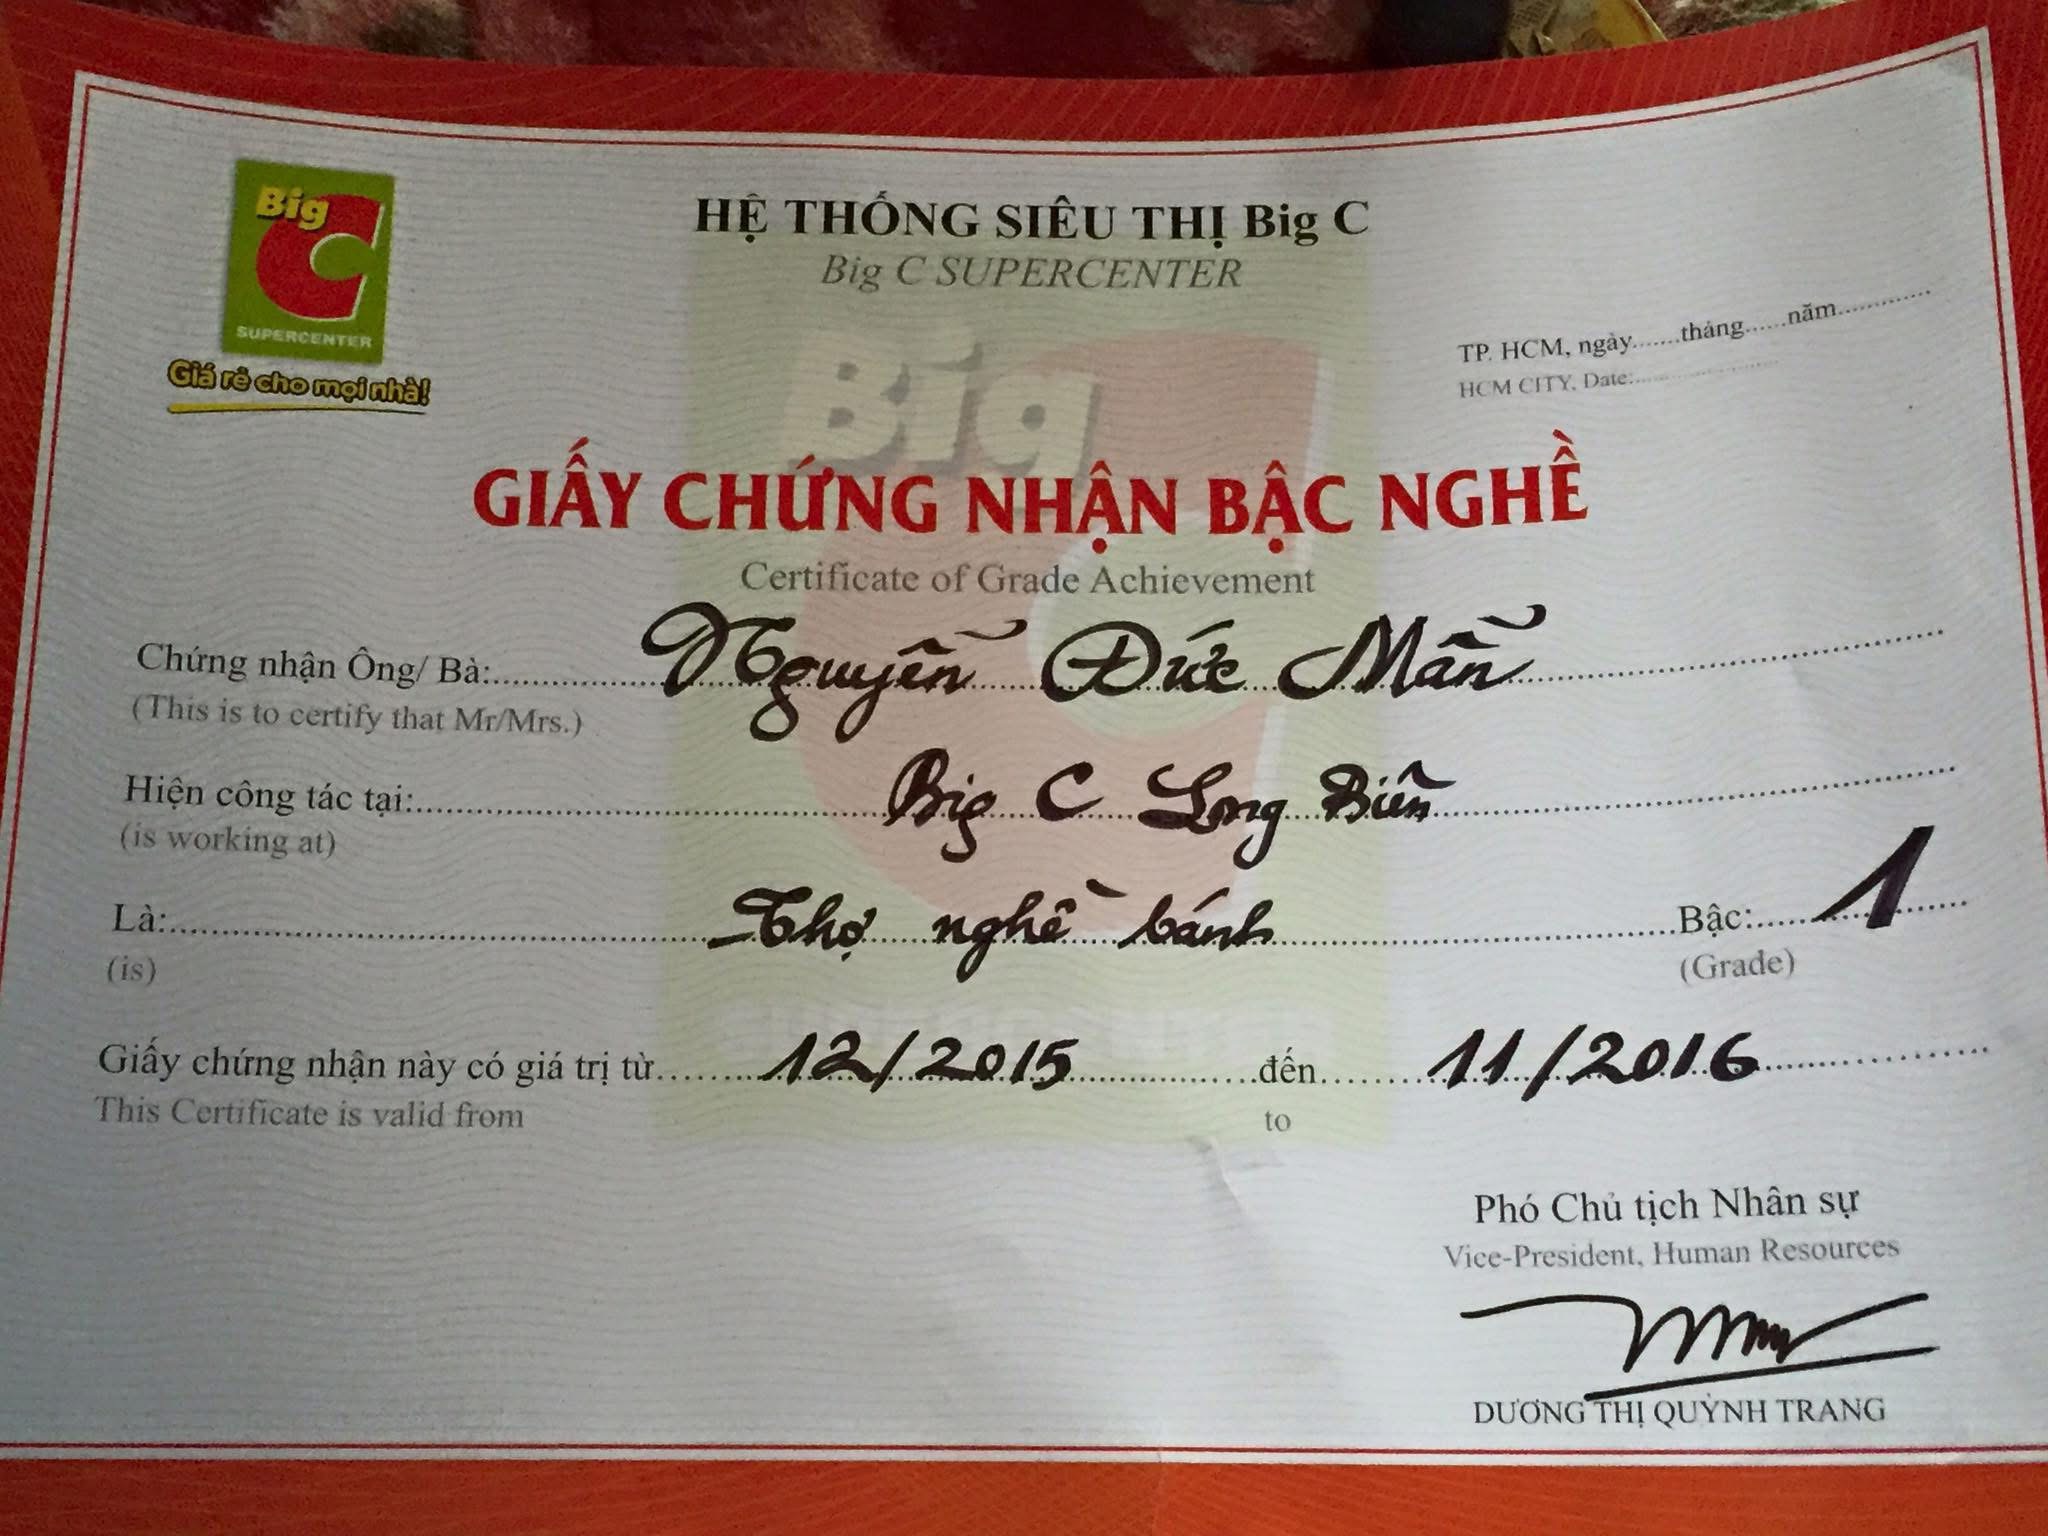 Big C
SUPERCENTER
Giá rẻ cho mọi nhà!
HỆ THỐNG SIÊU THỊ Big C
Big C SUPERCENTER
TP. HCM, ngày.......tháng......năm.............
HCM CITY, Date:........................
Big
GIẤY CHỨNG NHẬN BẬC NGHỀ
Certificate of Grade Achievement
Chứng nhận Ông/ Bà: Nguyễn Đức Mẫn
(This is to certify that Mr/Mrs.)
Hiện công tác tại: Big C Long Biên
(is working at)
Là: Thợ nghề bánh Bậc: 1
(is) (Grade)
Giấy chứng nhận này có giá trị từ 12/2015 đến 11/2016
This Certificate is valid from to
Phó Chủ tịch Nhân sự
Vice-President, Human Resources
DƯƠNG THỊ QUỲNH TRANG